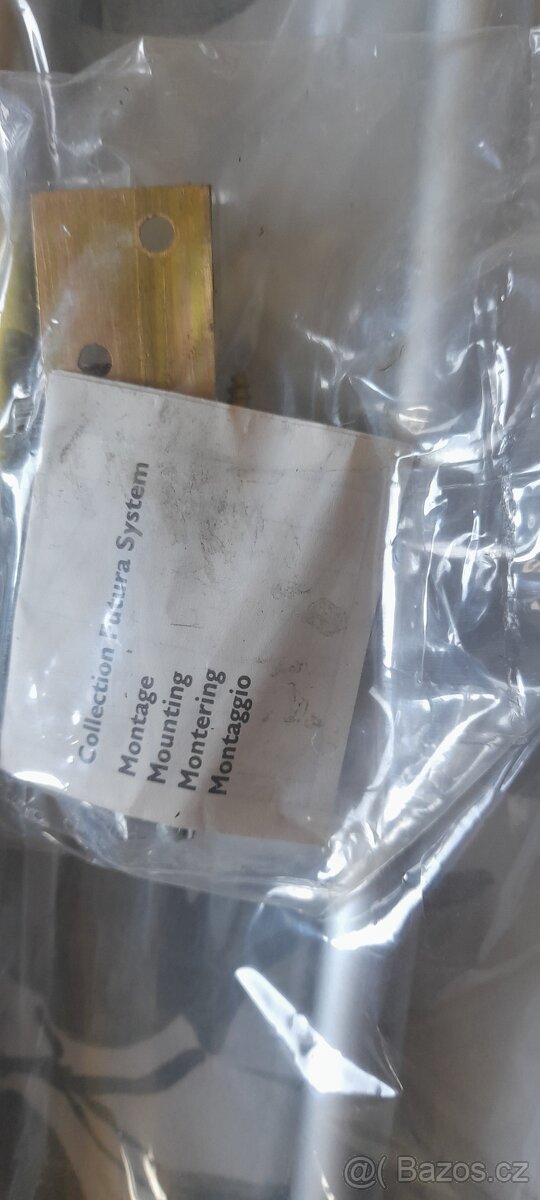 Collection Futura System
Montage
Mounting
Montering
Montaggio
@( Bazos.cz